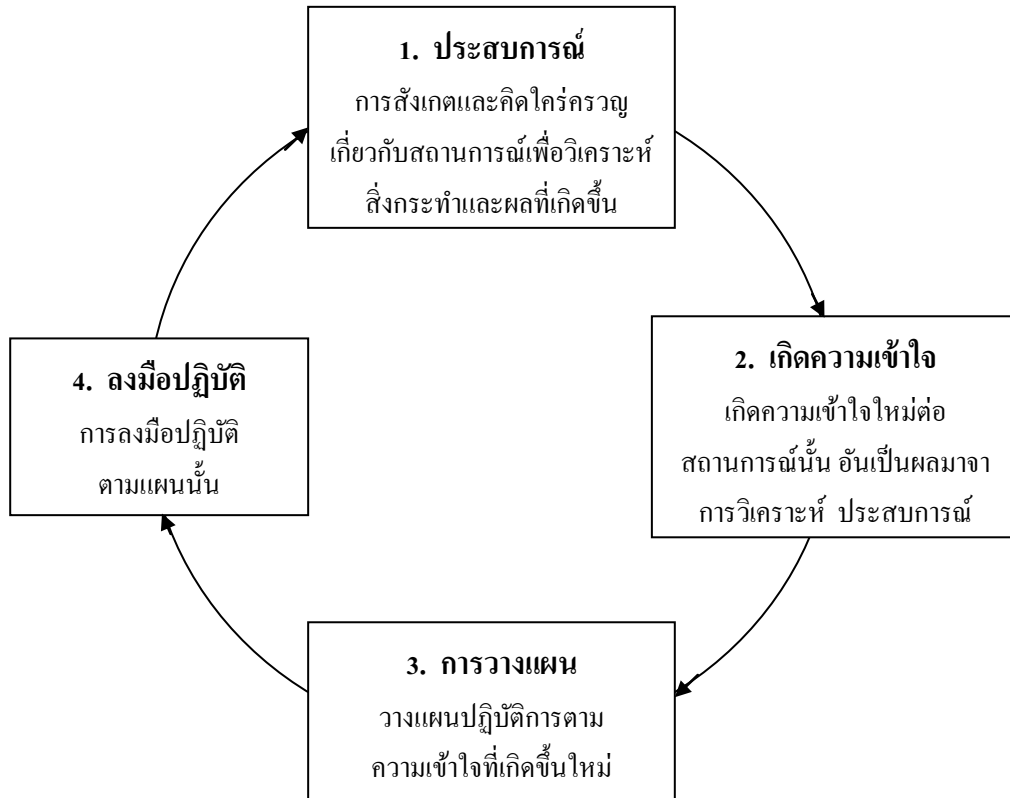 1. ประสบการณ์
การสังเกตและคิดใคร่ครวญ
เกี่ยวกับสถานการณ์เพื่อวิเคราะห์
สิ่งกระทำและผลที่เกิดขึ้น
2. เกิดความเข้าใจ
เกิดความเข้าใจใหม่ต่อ
สถานการณ์นั้น อันเป็นผลมาจา
การวิเคราะห์ ประสบการณ์
3. การวางแผน
วางแผนปฏิบัติการตาม
ความเข้าใจที่เกิดขึ้นใหม่
4. ลงมือปฏิบัติ
การลงมือปฏิบัติ
ตามแผนนั้น